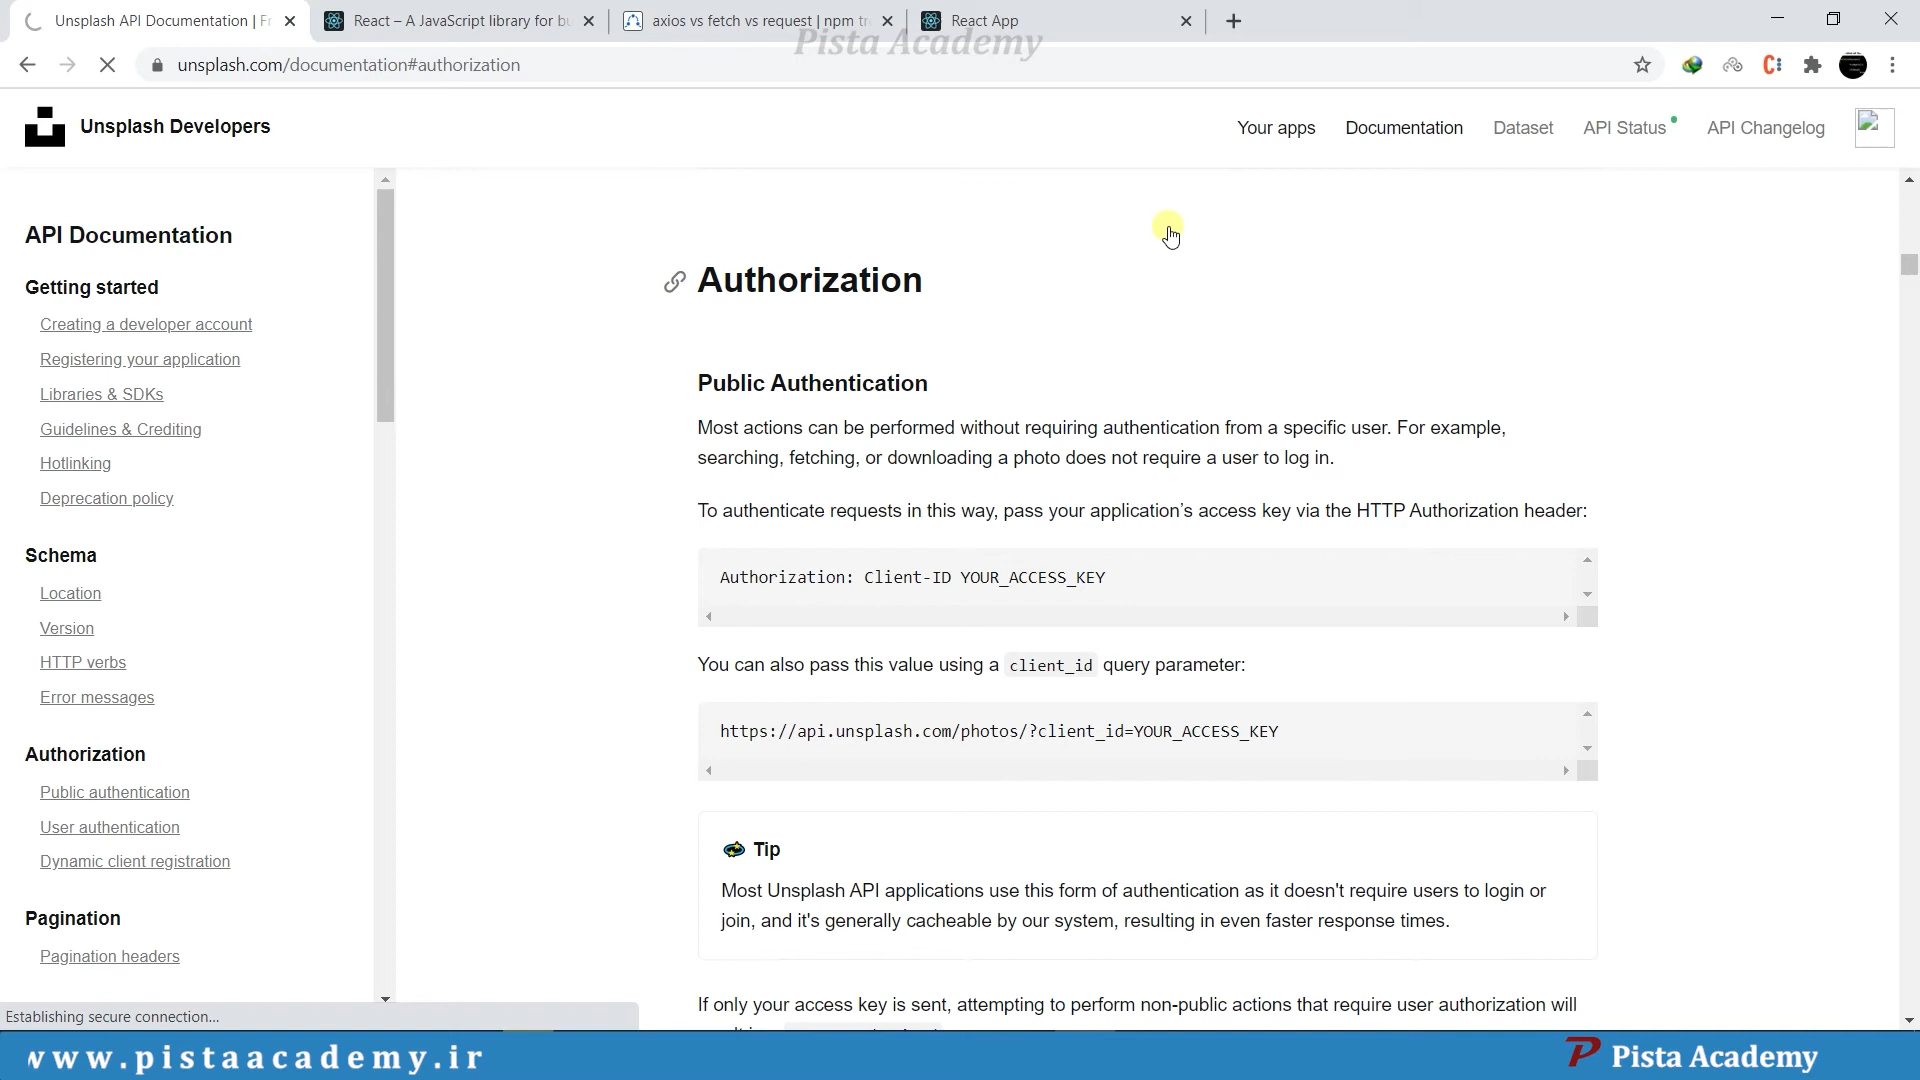 Unsplash API Documentation | Fr
React – A JavaScript library for bu
axios vs fetch vs request | npm tre
React App
Pista Academy
unsplash.com/documentation#authorization
Unsplash Developers
Your apps
Documentation
Dataset
API Status
API Changelog
API Documentation
Getting started
Creating a developer account
Registering your application
Libraries & SDKs
Guidelines & Crediting
Hotlinking
Deprecation policy
Schema
Location
Version
HTTP verbs
Error messages
Authorization
Public authentication
User authentication
Dynamic client registration
Pagination
Pagination headers
Authorization
Public Authentication
Most actions can be performed without requiring authentication from a specific user. For example,
searching, fetching, or downloading a photo does not require a user to log in.
To authenticate requests in this way, pass your application’s access key via the HTTP Authorization header:
Authorization: Client-ID YOUR_ACCESS_KEY
You can also pass this value using a client_id query parameter:
https://api.unsplash.com/photos/?client_id=YOUR_ACCESS_KEY
Tip
Most Unsplash API applications use this form of authentication as it doesn't require users to login or
join, and it's generally cacheable by our system, resulting in even faster response times.
If only your access key is sent, attempting to perform non-public actions that require user authorization will
Establishing secure connection...
www.pistaacademy.ir
Pista Academy